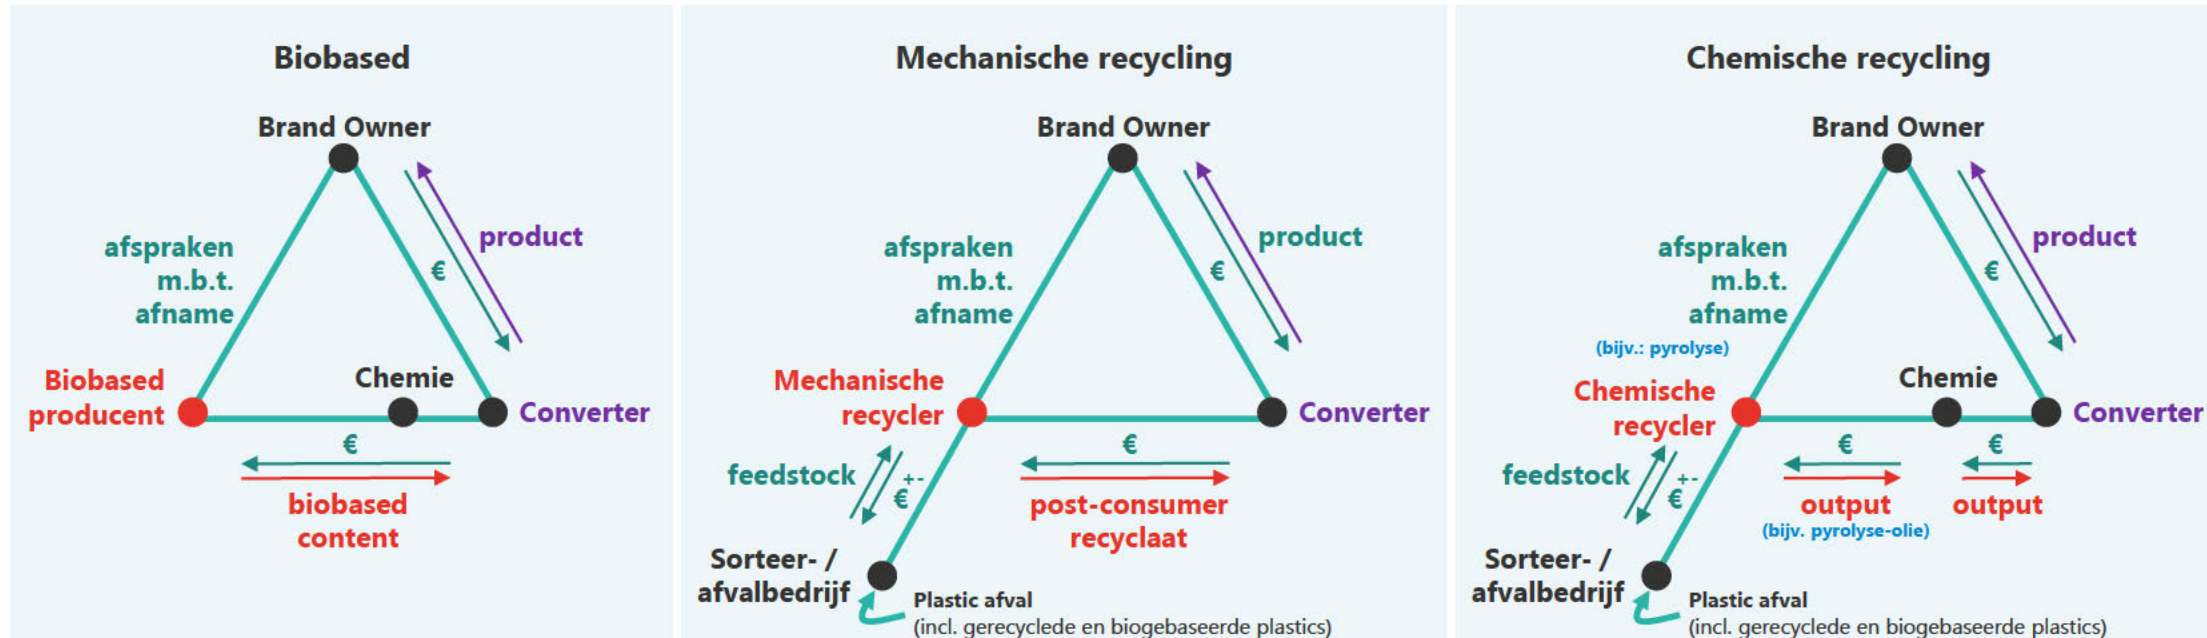 Biobased
Brand Owner
product
€
afspraken
m.b.t.
afname
Biobased
producent
Chemie
Converter
€
biobased
content
Mechanische recycling
Brand Owner
product
€
afspraken
m.b.t.
afname
Mechanische
recycler
Converter
feedstock
€ +-
€
post-consumer
recyclaat
Sorteer- /
afvalbedrijf
Plastic afval
(incl. gerecyclede en biogebaseerde plastics)
Chemische recycling
Brand Owner
product
€
afspraken
m.b.t.
afname
(bijv.: pyrolyse)
Chemische
recycler
Chemie
Converter
feedstock
€ +-
€
output
(bijv. pyrolyse-olie)
€
output
Sorteer- /
afvalbedrijf
Plastic afval
(incl. gerecyclede en biogebaseerde plastics)